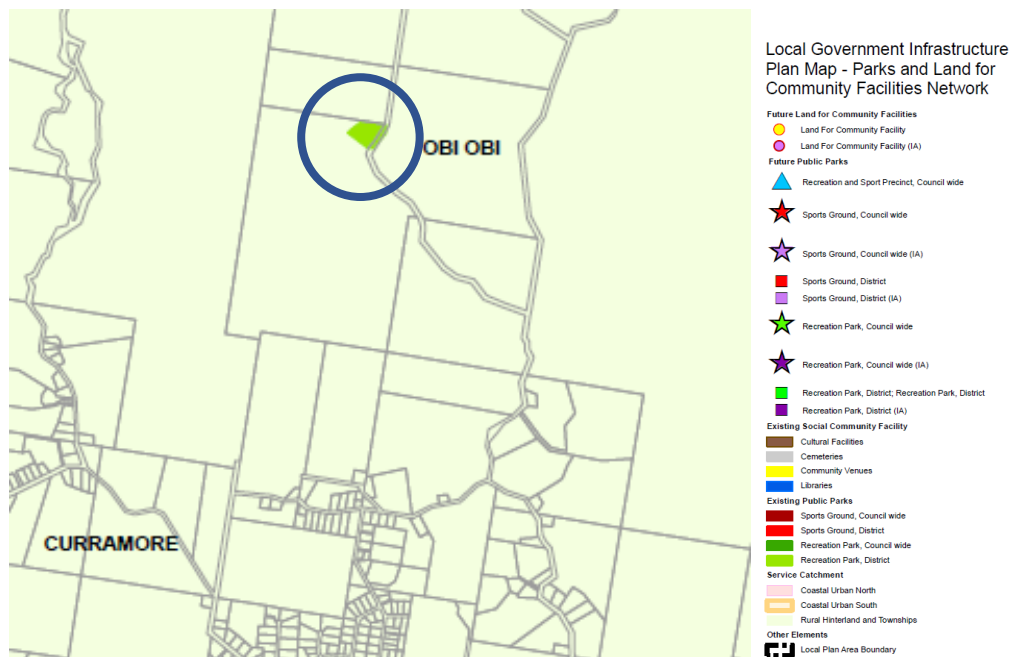 OBI OBI
CURRAMORE
Local Government Infrastructure
Plan Map - Parks and Land for
Community Facilities Network
Future Land for Community Facilities
Land For Community Facility
Land For Community Facility (IA)
Future Public Parks
Recreation and Sport Precinct, Council wide
Sports Ground, Council wide
Sports Ground, Council wide (IA)
Sports Ground, District
Sports Ground, District (IA)
Recreation Park, Council wide
Recreation Park, Council wide (IA)
Recreation Park, District; Recreation Park, District
Recreation Park, District (IA)
Existing Social Community Facility
Cultural Facilities
Cemeteries
Community Venues
Libraries
Existing Public Parks
Sports Ground, Council wide
Sports Ground, District
Recreation Park, Council wide
Recreation Park, District
Service Catchment
Coastal Urban North
Coastal Urban South
Rural Hinterland and Townships
Other Elements
Local Plan Area Boundary